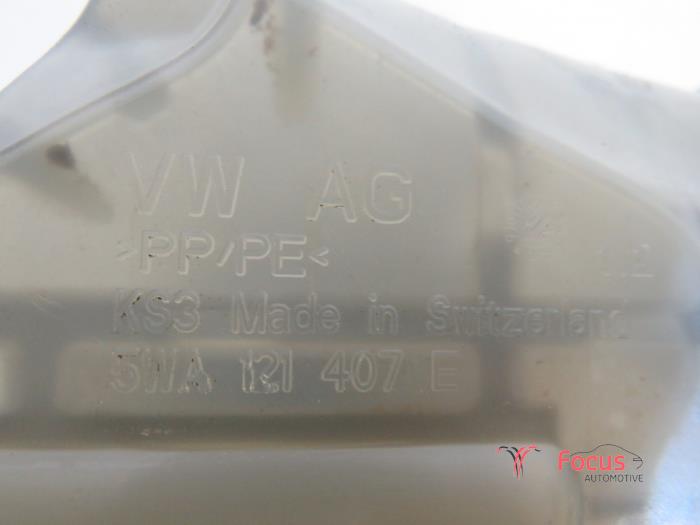 VW AG
>PP/PE<
KS3 Made in Switzerland
5WA 121 407 E
Focus
AUTOMOTIVE